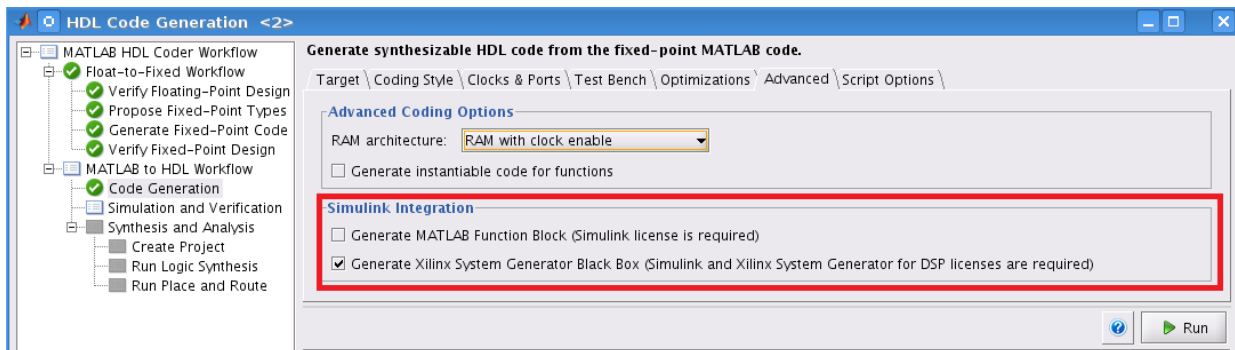 HDL Code Generation <2>
MATLAB HDL Coder Workflow
Float-to-Fixed Workflow
Verify Floating-Point Design
Propose Fixed-Point Types
Generate Fixed-Point Code
Verify Fixed-Point Design
MATLAB to HDL Workflow
Code Generation
Simulation and Verification
Synthesis and Analysis
Create Project
Run Logic Synthesis
Run Place and Route
Generate synthesizable HDL code from the fixed-point MATLAB code.
Target \ Coding Style \ Clocks & Ports \ Test Bench \ Optimizations \ Advanced \ Script Options \
Advanced Coding Options
RAM architecture: RAM with clock enable
Generate instantiable code for functions
Simulink Integration
Generate MATLAB Function Block (Simulink license is required)
Generate Xilinx System Generator Black Box (Simulink and Xilinx System Generator for DSP licenses are required)
? Run